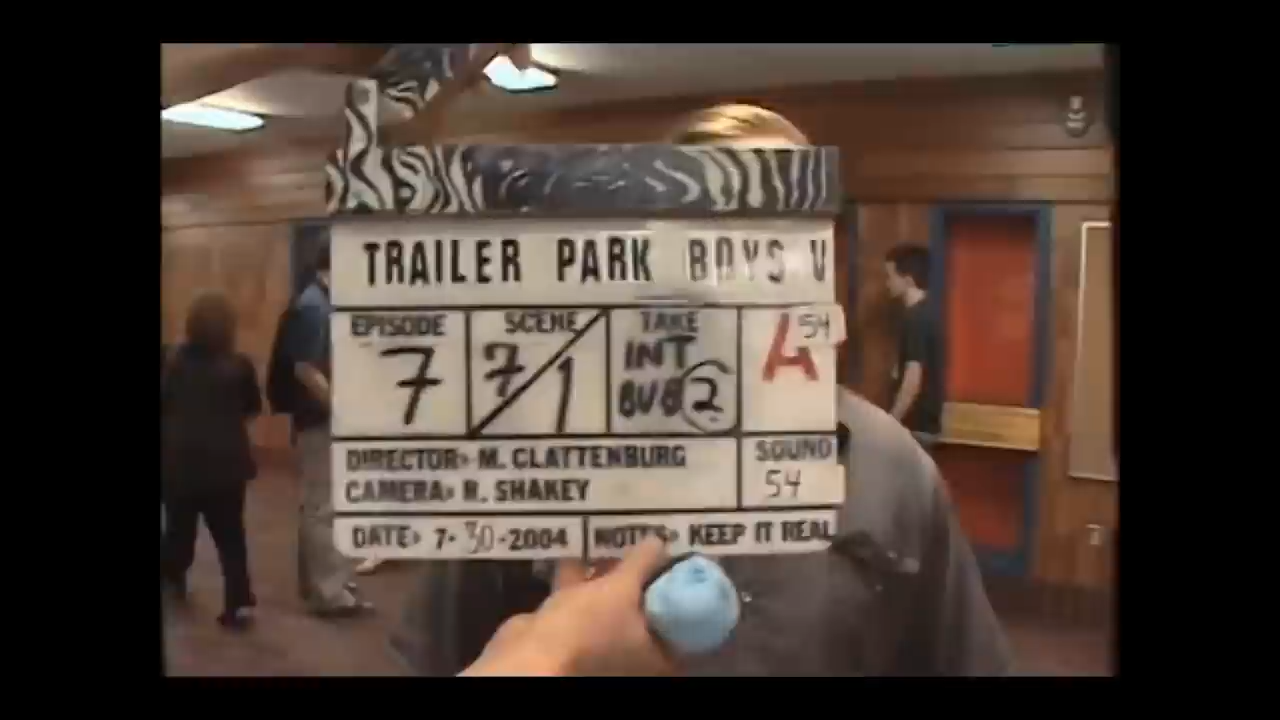 TRAILER PARK BOYS V
EPISODE
7
SCENE
7/1
TAKE
INT
BUB 2
A 54
DIRECTOR: M. CLATTENBURG
CAMERA: R. SHAKEY
SOUND
54
DATE: 7-30-2004
NOTES: KEEP IT REAL